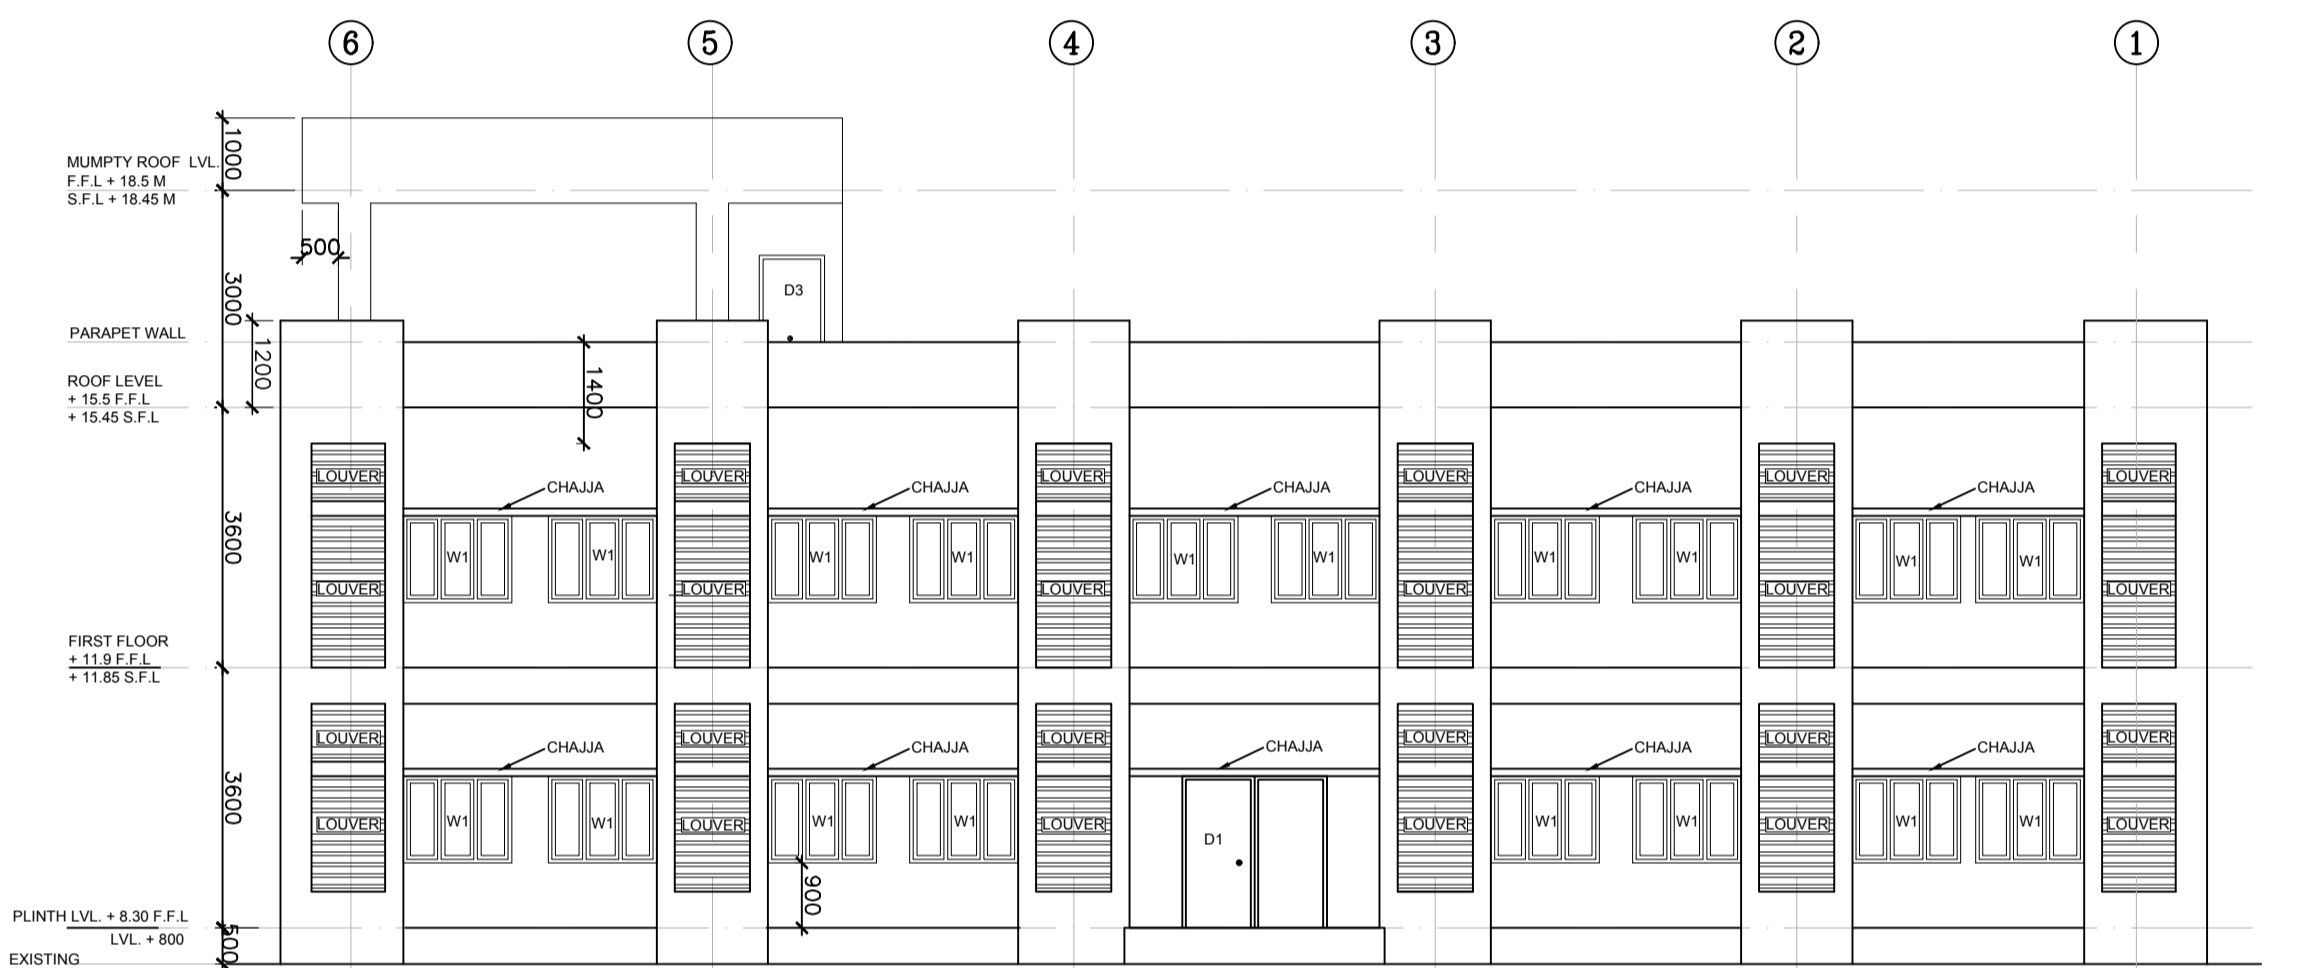 6 5 4 3 2 1
1000
MUMPTY ROOF LVL.
F.F.L + 18.5 M
S.F.L + 18.45 M
500
3000
D3
PARAPET WALL
1200
1400
ROOF LEVEL
+ 15.5 F.F.L
+ 15.45 S.F.L
LOUVER LOUVER LOUVER LOUVER LOUVER LOUVER
CHAJJA CHAJJA CHAJJA CHAJJA CHAJJA
3600
W1 W1 W1 W1 W1 W1 W1 W1 W1 W1
LOUVER LOUVER LOUVER LOUVER LOUVER LOUVER
FIRST FLOOR
+ 11.9 F.F.L
+ 11.85 S.F.L
LOUVER LOUVER LOUVER LOUVER LOUVER LOUVER
CHAJJA CHAJJA CHAJJA CHAJJA CHAJJA
3600
W1 W1 W1 W1 W1 W1 W1 W1
LOUVER LOUVER LOUVER LOUVER LOUVER LOUVER
D1
900
PLINTH LVL. + 8.30 F.F.L
LVL. + 800
500
EXISTING